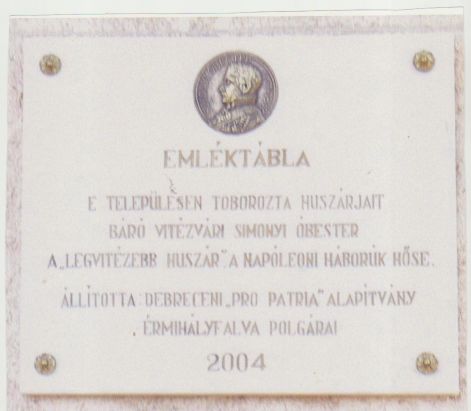 EMLÉKTÁBLA
E TELEPÜLÉSEN TOBOROZTA HUSZÁRJAIT
BÁRÓ VITÉZVÁRI SIMONYI ÓBESTER
A „LEGVITÉZEBB HUSZÁR” A NAPÓLEONI HÁBORÚK HŐSE.
ÁLLÍTOTTA: DEBRECENI „PRO PATRIA” ALAPÍTVÁNY
ÉRMIHÁLYFALVA POLGÁRAI
2004